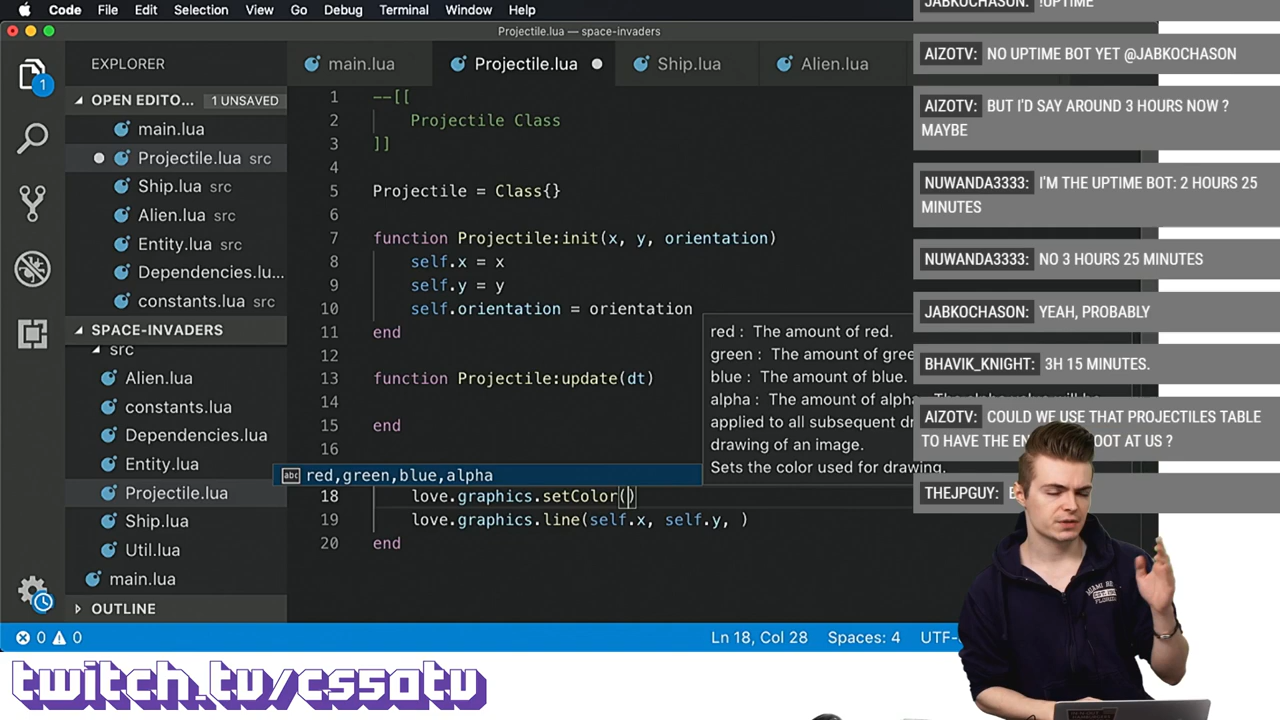 Code File Edit Selection View Go Debug Terminal Window Help
Projectile.lua — space-invaders
EXPLORER
OPEN EDITO... 1 UNSAVED
main.lua
Projectile.lua src
Ship.lua src
Alien.lua src
Entity.lua src
Dependencies.lu...
constants.lua src
SPACE-INVADERS
src
Alien.lua
constants.lua
Dependencies.lua
Entity.lua
Projectile.lua
Ship.lua
Util.lua
main.lua
OUTLINE
1
main.lua Projectile.lua Ship.lua Alien.lua
1 --[[
2 Projectile Class
3 ]]
4
5 Projectile = Class{}
6
7 function Projectile:init(x, y, orientation)
8 self.x = x
9 self.y = y
10 self.orientation = orientation
11 end
12
13 function Projectile:update(dt)
14
15 end
16
abc red,green,blue,alpha
18 love.graphics.setColor()
19 love.graphics.line(self.x, self.y, )
20 end
red : The amount of red.
green : The amount of gree
blue : The amount of blue.
alpha : The amount of alpha
applied to all subsequent dr
drawing of an image.
Sets the color used for drawing.
0 0
Ln 18, Col 28 Spaces: 4 UTF-
JABKOCHASON: !UPTIME
AIZOTV: NO UPTIME BOT YET @JABKOCHASON
AIZOTV: BUT I'D SAY AROUND 3 HOURS NOW ?
MAYBE
NUWANDA3333: I'M THE UPTIME BOT: 2 HOURS 25
MINUTES
NUWANDA3333: NO 3 HOURS 25 MINUTES
JABKOCHASON: YEAH, PROBABLY
BHAVIK_KNIGHT: 3H 15 MINUTES.
AIZOTV: COULD WE USE THAT PROJECTILES TABLE
TO HAVE THE OOT AT US ?
THEJPGUY:
MIAMI
FLORIDA
twitch.tv/cs50tv